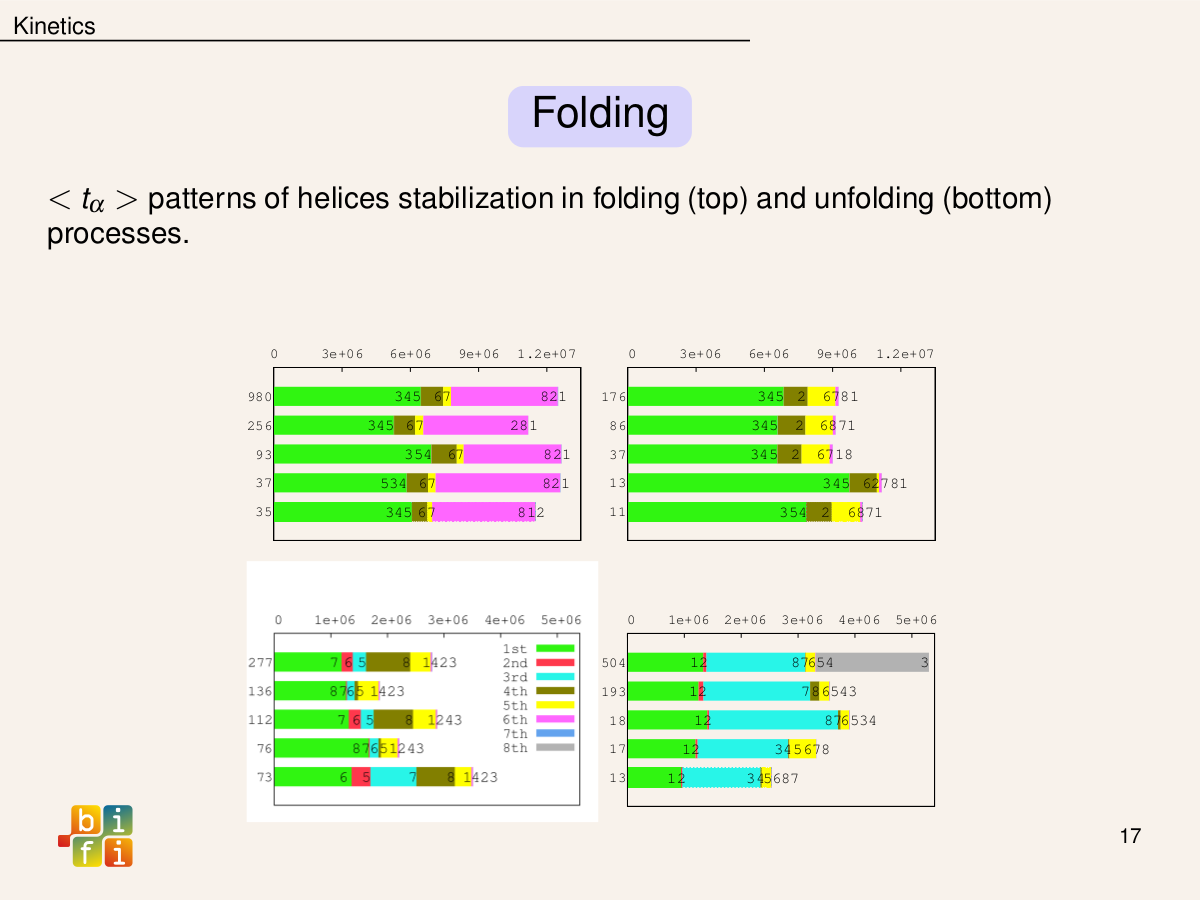 Kinetics
Folding
< tα > patterns of helices stabilization in folding (top) and unfolding (bottom)
processes.
0 3e+06 6e+06 9e+06 1.2e+07
980 345 67 821
256 345 67 281
93 354 67 821
37 534 67 821
35 345 67 812
0 3e+06 6e+06 9e+06 1.2e+07
176 345 2 6781
86 345 2 6871
37 345 2 6718
13 345 62781
11 354 2 6871
0 1e+06 2e+06 3e+06 4e+06 5e+06
277 7 6 5 8 1423
136 8765 1423
112 7 6 5 8 1243
76 87651243
73 6 5 7 8 1423
1st
2nd
3rd
4th
5th
6th
7th
8th
0 1e+06 2e+06 3e+06 4e+06 5e+06
504 12 87654 3
193 12 786543
18 12 876534
17 12 345678
13 12 345687
bi
fi
17